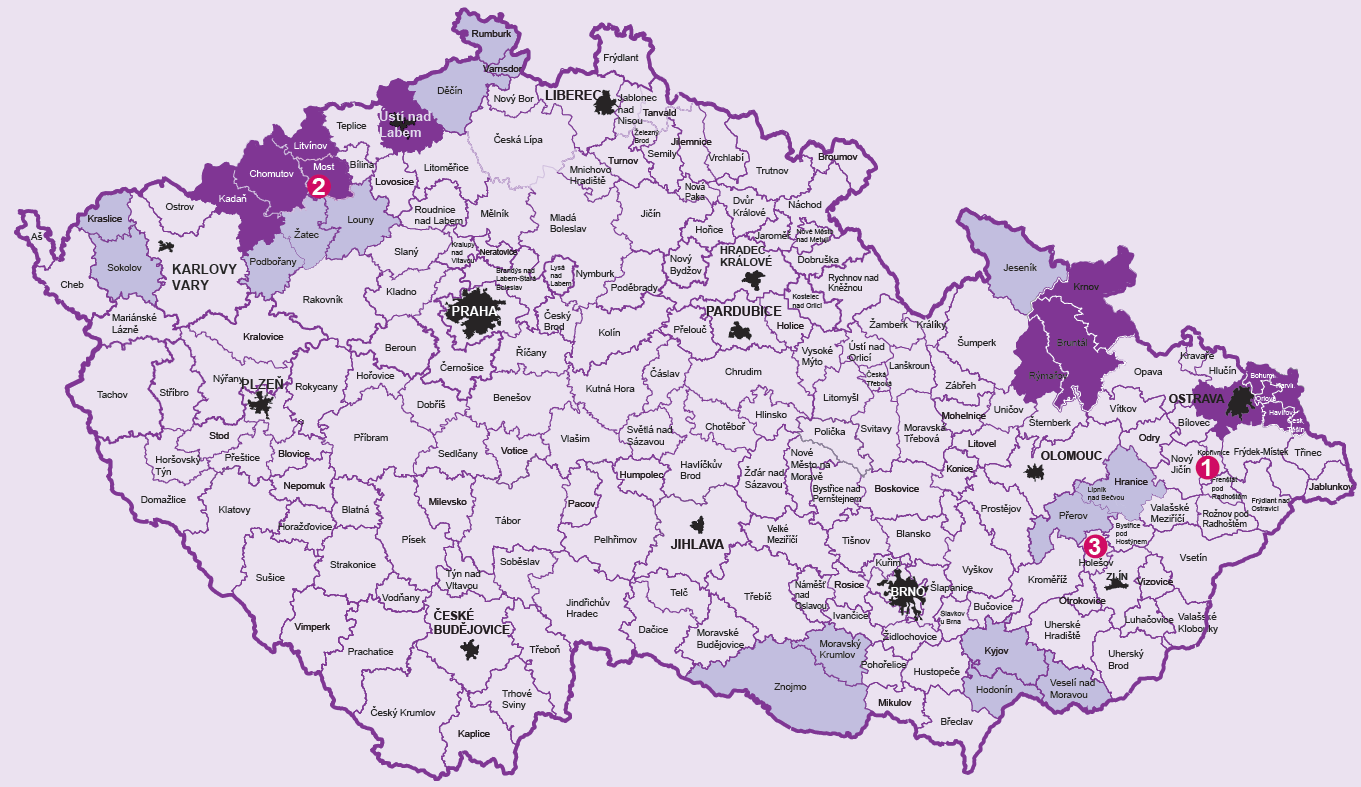 Rumburk
Varnsdorf
Frýdlant
Děčín
Nový Bor
LIBEREC
Jablonec
nad
Nisou
Tanvald
Železný
Brod
Ústí nad
Labem
Teplice
Litvínov
Most
Bílina
Chomutov
Kadaň
2
Česká Lípa
Litoměřice
Lovosice
Roudnice
nad Labem
Louny
Žatec
Podbořany
Semily
Jilemnice
Vrchlabí
Turnov
Mnichovo
Hradiště
Trutnov
Broumov
Nová
Paka
Dvůr
Králové
Náchod
Hořice
Jaroměř
Nové Město
nad Metují
Jičín
Mladá
Boleslav
Mělník
Ostrov
Kraslice
Aš
Sokolov
Cheb
KARLOVY
VARY
Mariánské
Lázně
Slaný
Kralupy
nad
Vltavou
Neratovice
Brandýs nad
Labem-Stará
Boleslav
Lysá
nad
Labem
Nymburk
Poděbrady
Nový
Bydžov
HRADEC
KRÁLOVÉ
Dobruška
Rychnov nad
Kněžnou
Kostelec
nad Orlicí
Rakovník
Kladno
PRAHA
Český
Brod
Kolín
Přelouč
PARDUBICE
Holice
Žamberk
Králíky
Šumperk
Jeseník
Krnov
Bruntál
Rýmařov
Kralovice
Beroun
Černošice
Říčany
Kutná Hora
Čáslav
Chrudim
Vysoké
Mýto
Ústí nad
Orlicí
Lanškroun
Česká
Třebová
Zábřeh
Opava
Kravaře
Hlučín
Bohumín
Karviná
Orlová
Havířov
Český
Těšín
OSTRAVA
Tachov
Stříbro
Nýřany
PLZEŇ
Rokycany
Hořovice
Dobříš
Benešov
Litomyšl
Hlinsko
Mohelnice
Uničov
Šternberk
Vítkov
Bílovec
Stod
Přeštice
Blovice
Horšovský
Týn
Příbram
Sedlčany
Votice
Vlašim
Světlá nad
Sázavou
Chotěboř
Polička
Svitavy
Moravská
Třebová
Litovel
OLOMOUC
Odry
Nový
Jičín
Kopřivnice
1
Frýdek-Místek
Třinec
Jablunkov
Domažlice
Klatovy
Nepomuk
Horažďovice
Blatná
Milevsko
Tábor
Humpolec
Pacov
Havlíčkův
Brod
Žďár nad
Sázavou
Nové
Město na
Moravě
Bystřice nad
Pernštejnem
Boskovice
Konice
Prostějov
Lipník
nad Bečvou
Hranice
Přerov
Valašské
Meziříčí
Frenštát
pod
Radhoštěm
Rožnov pod
Radhoštěm
Frýdlant nad
Ostravicí
Písek
Strakonice
Sušice
Vodňany
Týn nad
Vltavou
Soběslav
Pelhřimov
JIHLAVA
Velké
Meziříčí
Tišnov
Blansko
Kuřim
Vyškov
3
Holešov
Bystřice
pod
Hostýnem
Vsetín
Kroměříž
ZLÍN
Vizovice
Vimperk
Prachatice
ČESKÉ
BUDĚJOVICE
Třeboň
Jindřichův
Hradec
Telč
Dačice
Třebíč
Moravské
Budějovice
Náměšť
nad
Oslavou
Rosice
BRNO
Šlapanice
Ivančice
Židlochovice
Slavkov
u Brna
Bučovice
Otrokovice
Uherské
Hradiště
Luhačovice
Valašské
Klobouky
Uherský
Brod
Český Krumlov
Trhové
Sviny
Kaplice
Znojmo
Moravský
Krumlov
Pohořelice
Hustopeče
Mikulov
Břeclav
Kyjov
Hodonín
Veselí nad
Moravou